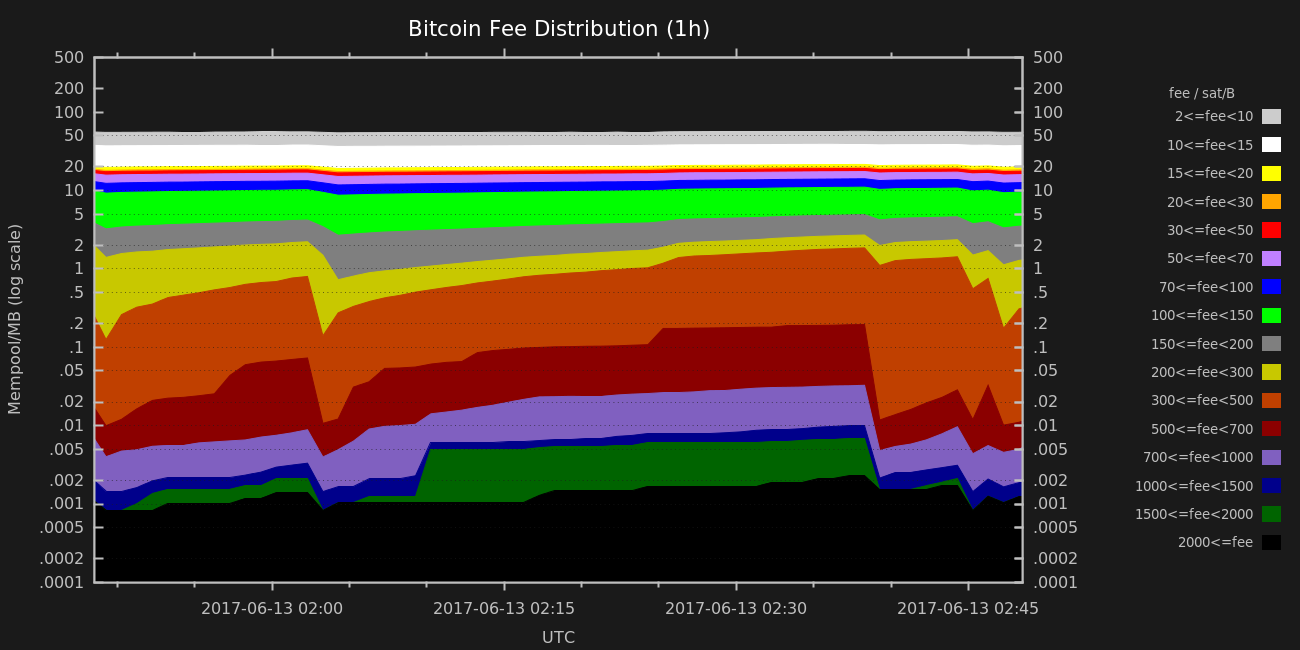 Bitcoin Fee Distribution (1h)
500 500
200 200
100 100
50 50
20 20
10 10
5 5
2 2
1 1
.5 .5
.2 .2
.1 .1
.05 .05
.02 .02
.01 .01
.005 .005
.002 .002
.001 .001
.0005 .0005
.0002 .0002
.0001 .0001
Mempool/MB (log scale)
2017-06-13 02:00 2017-06-13 02:15 2017-06-13 02:30 2017-06-13 02:45
UTC
fee / sat/B
2<=fee<10
10<=fee<15
15<=fee<20
20<=fee<30
30<=fee<50
50<=fee<70
70<=fee<100
100<=fee<150
150<=fee<200
200<=fee<300
300<=fee<500
500<=fee<700
700<=fee<1000
1000<=fee<1500
1500<=fee<2000
2000<=fee